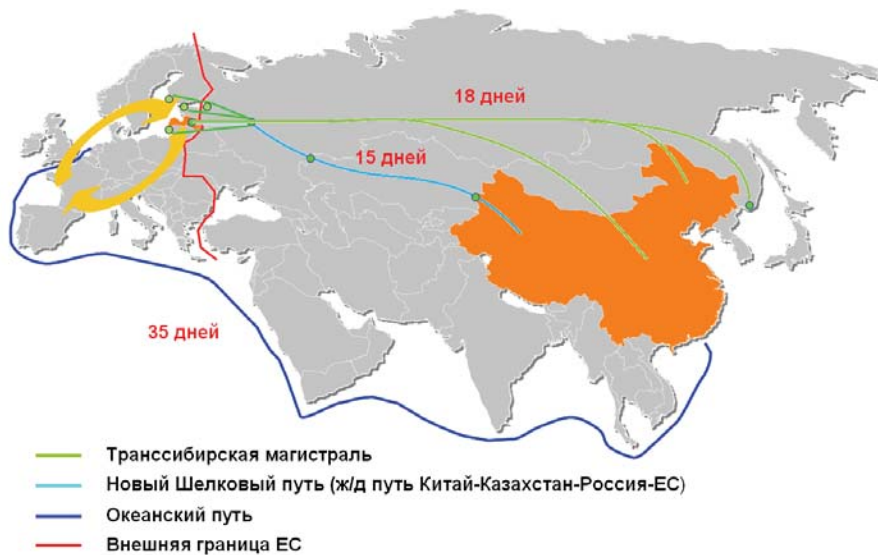 18 дней
15 дней
35 дней
Транссибирская магистраль
Новый Шелковый путь (ж/д путь Китай-Казахстан-Россия-ЕС)
Океанский путь
Внешняя граница ЕС